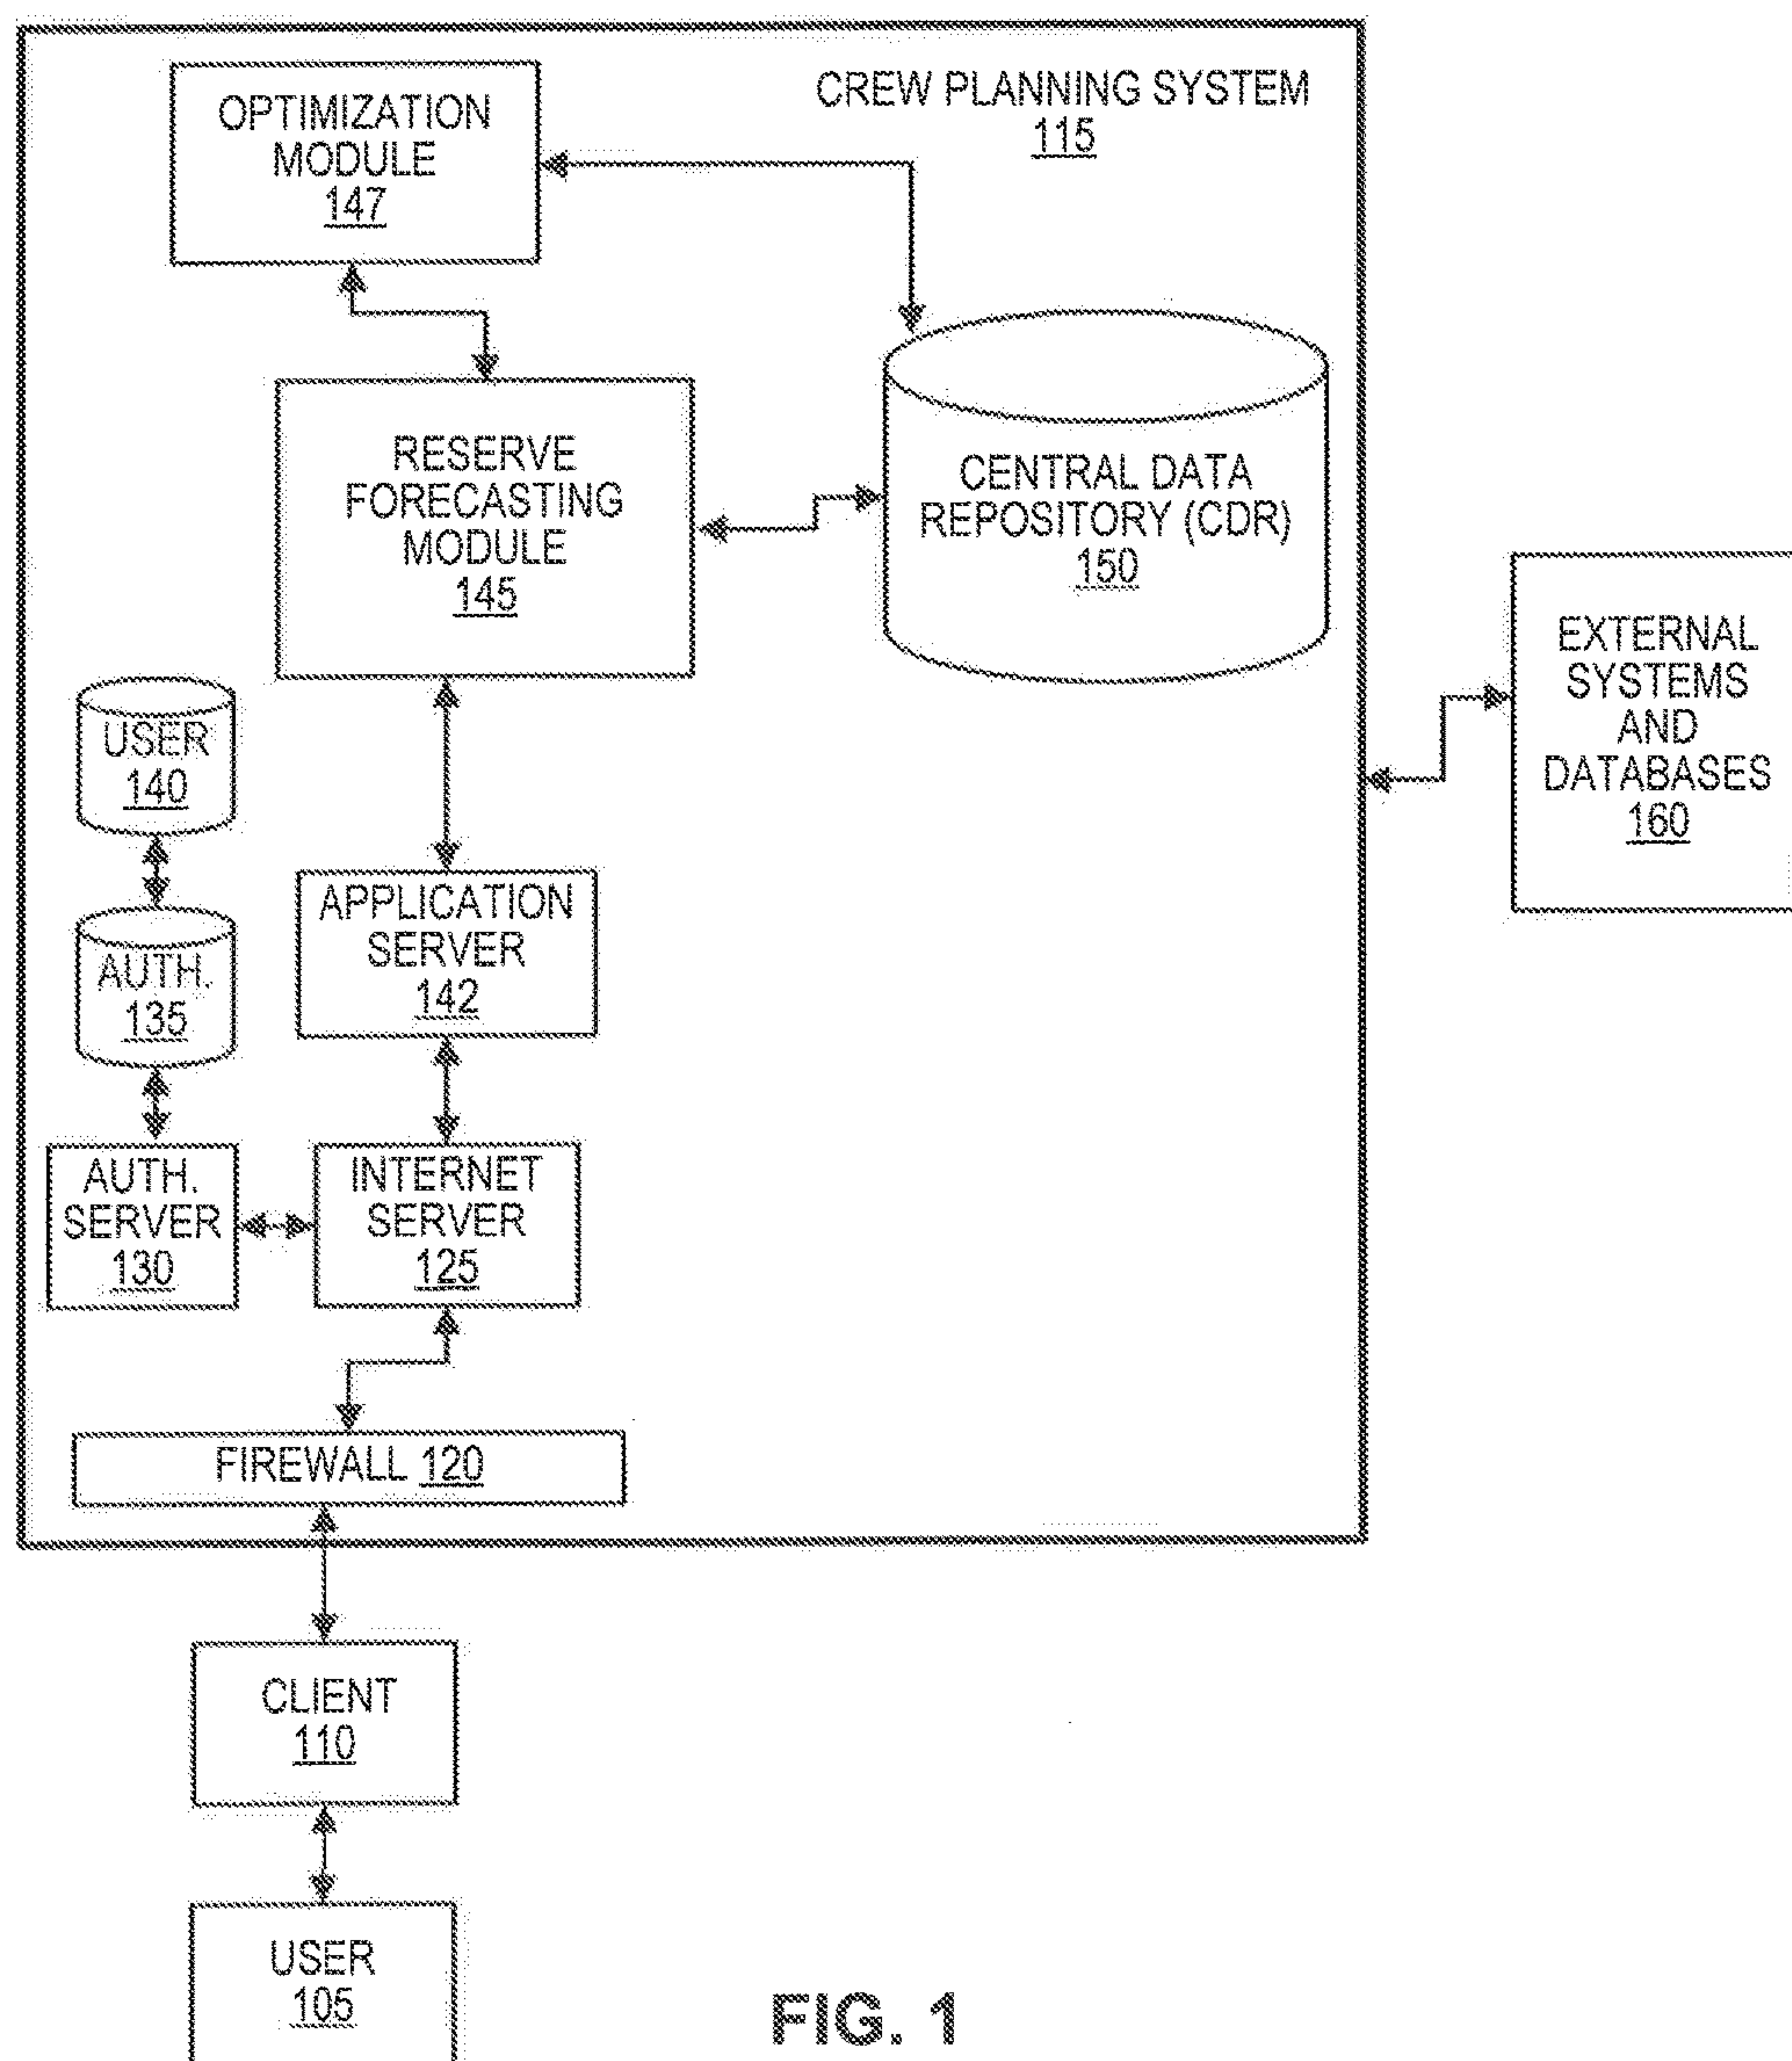 CREW PLANNING SYSTEM
115
OPTIMIZATION
MODULE
147
RESERVE
FORECASTING
MODULE
145
CENTRAL DATA
REPOSITORY (CDR)
150
EXTERNAL
SYSTEMS
AND
DATABASES
160
USER
140
AUTH.
135
APPLICATION
SERVER
142
AUTH.
SERVER
130
INTERNET
SERVER
125
FIREWALL 120
CLIENT
110
USER
105
FIG. 1